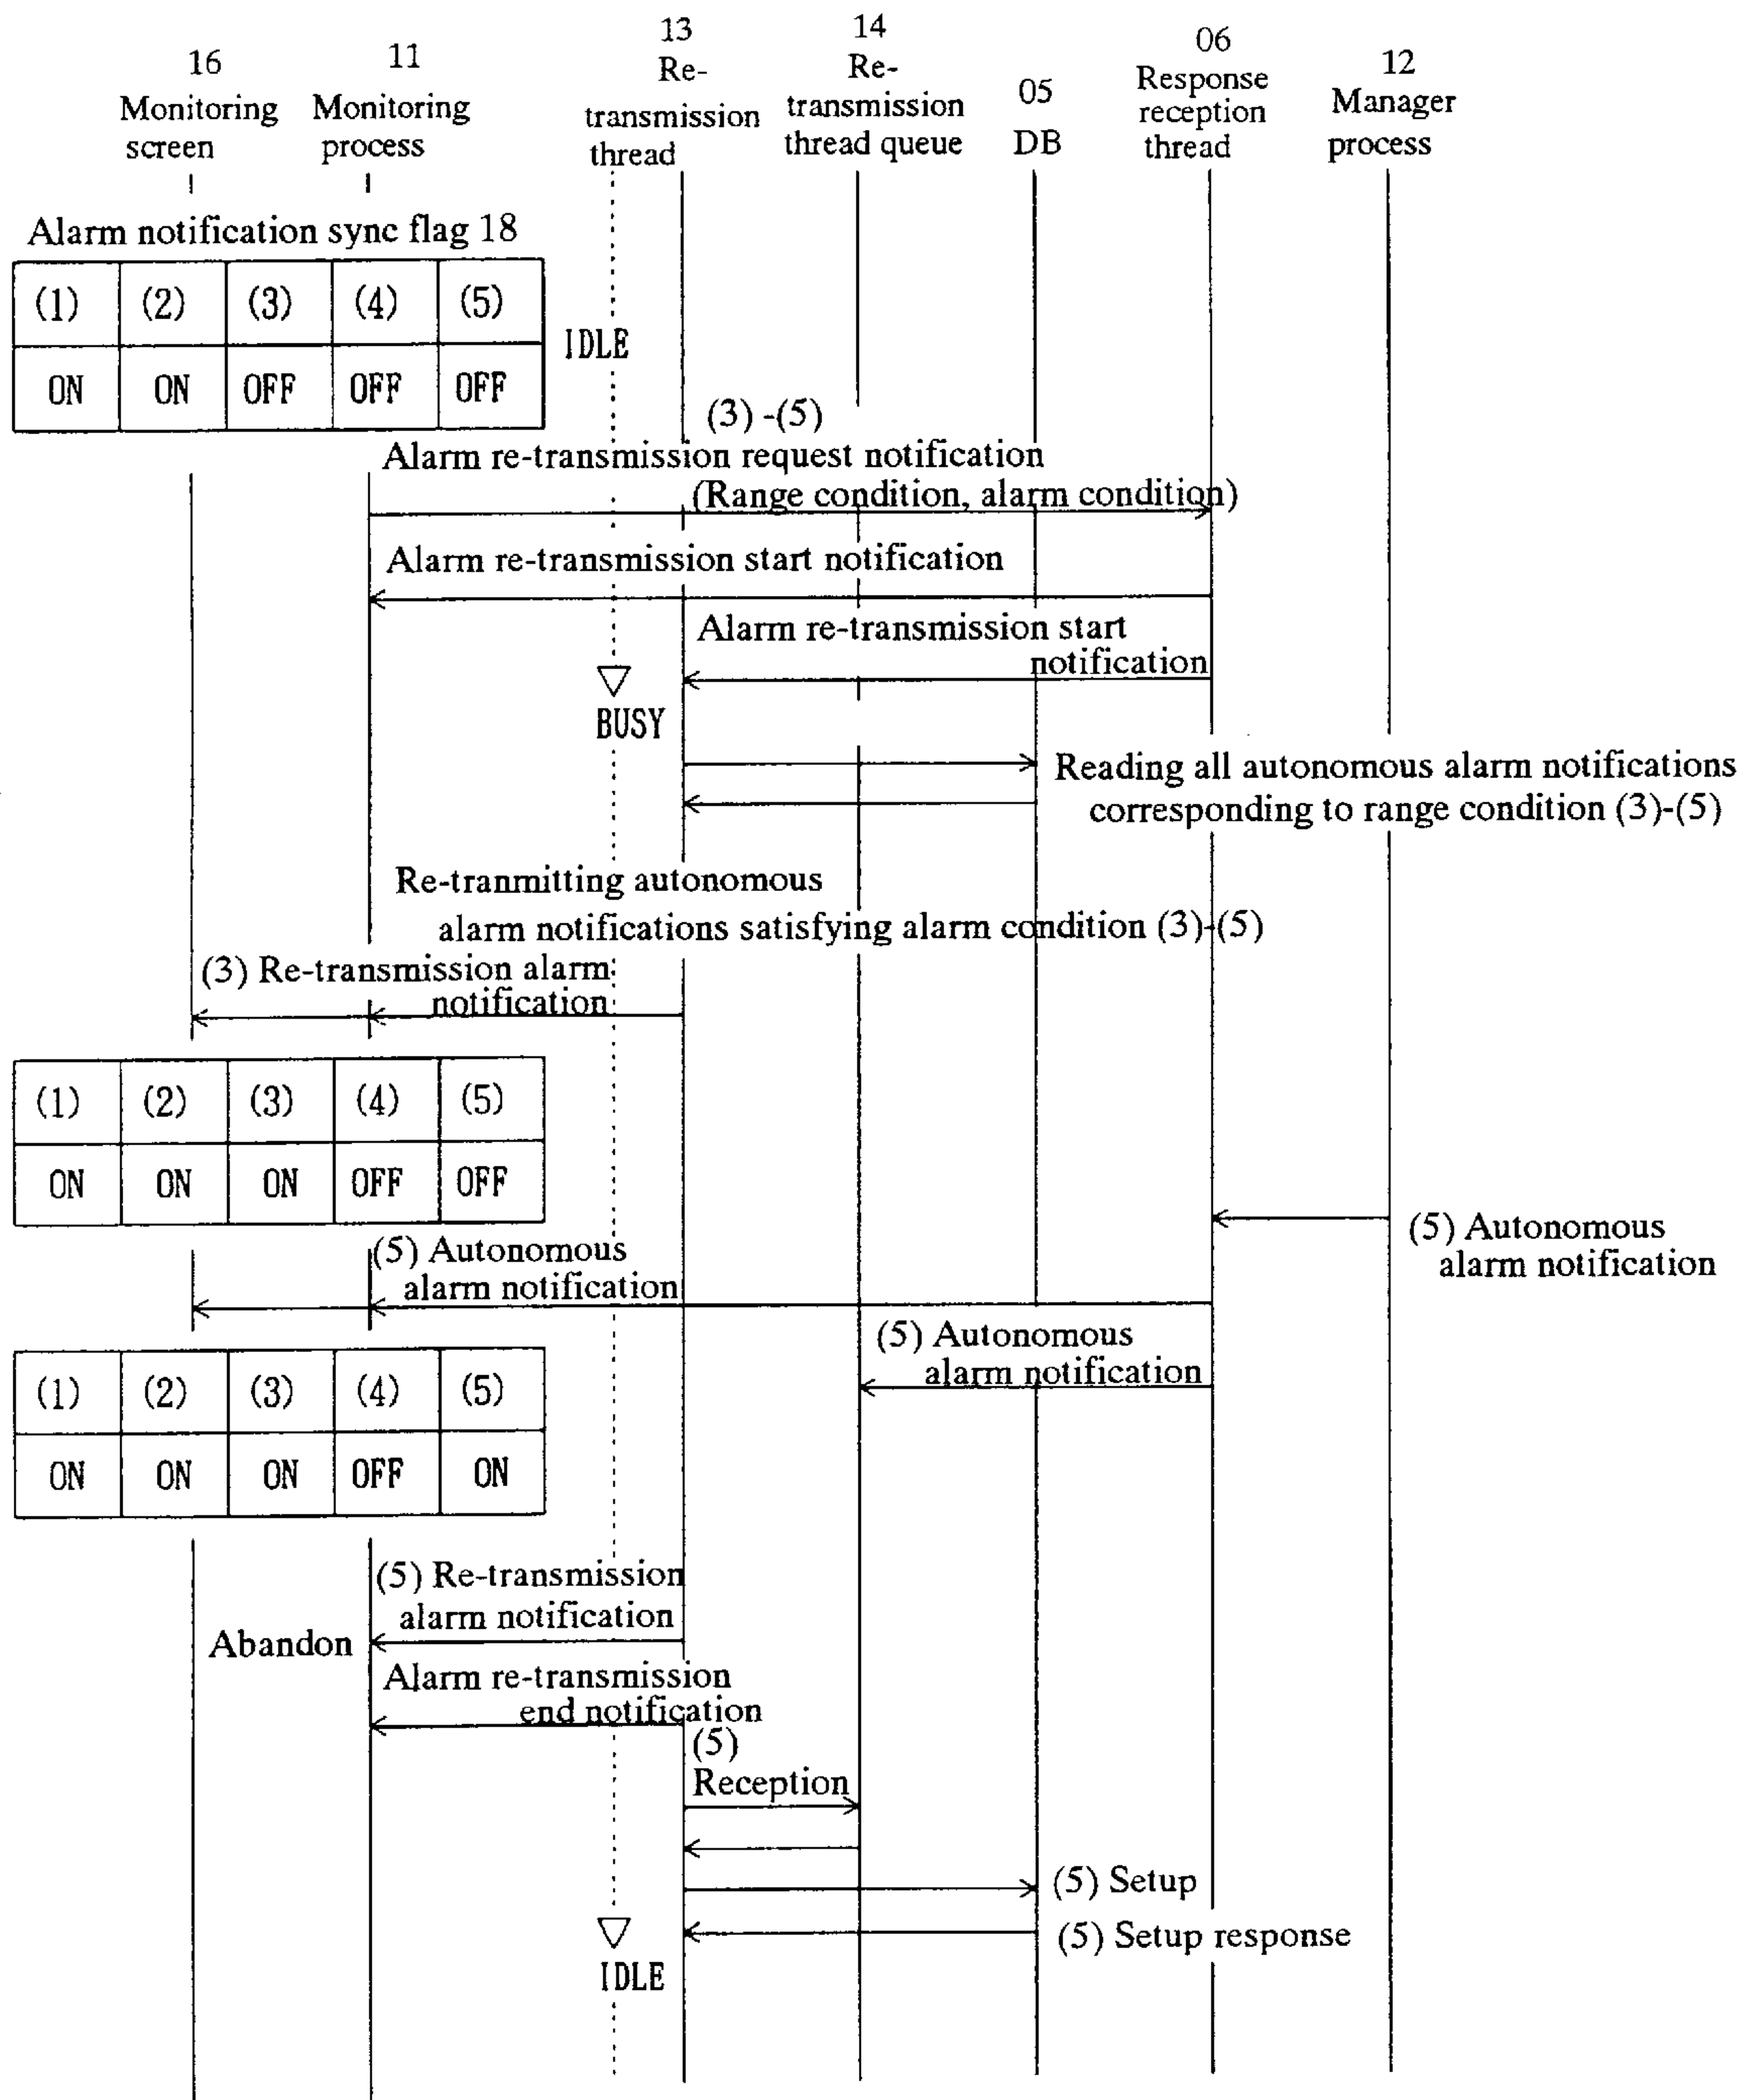 16
Monitoring
screen
11
Monitoring
process
13
Re-
transmission
thread
14
Re-
transmission
thread queue
05
DB
06
Response
reception
thread
12
Manager
process
Alarm notification sync flag 18
(1) (2) (3) (4) (5)
ON ON OFF OFF OFF
IDLE
(3) -(5)
Alarm re-transmission request notification
(Range condition, alarm condition)
Alarm re-transmission start notification
Alarm re-transmission start
notification
BUSY
Reading all autonomous alarm notifications
corresponding to range condition (3)-(5)
Re-tranmitting autonomous
alarm notifications satisfying alarm condition (3)-(5)
(3) Re-transmission alarm
notification
(1) (2) (3) (4) (5)
ON ON ON OFF OFF
(5) Autonomous
alarm notification
(5) Autonomous
alarm notification
(5) Autonomous
alarm notification
(1) (2) (3) (4) (5)
ON ON ON OFF ON
(5) Re-transmission
alarm notification
Abandon
Alarm re-transmission
end notification
(5)
Reception
(5) Setup
(5) Setup response
IDLE